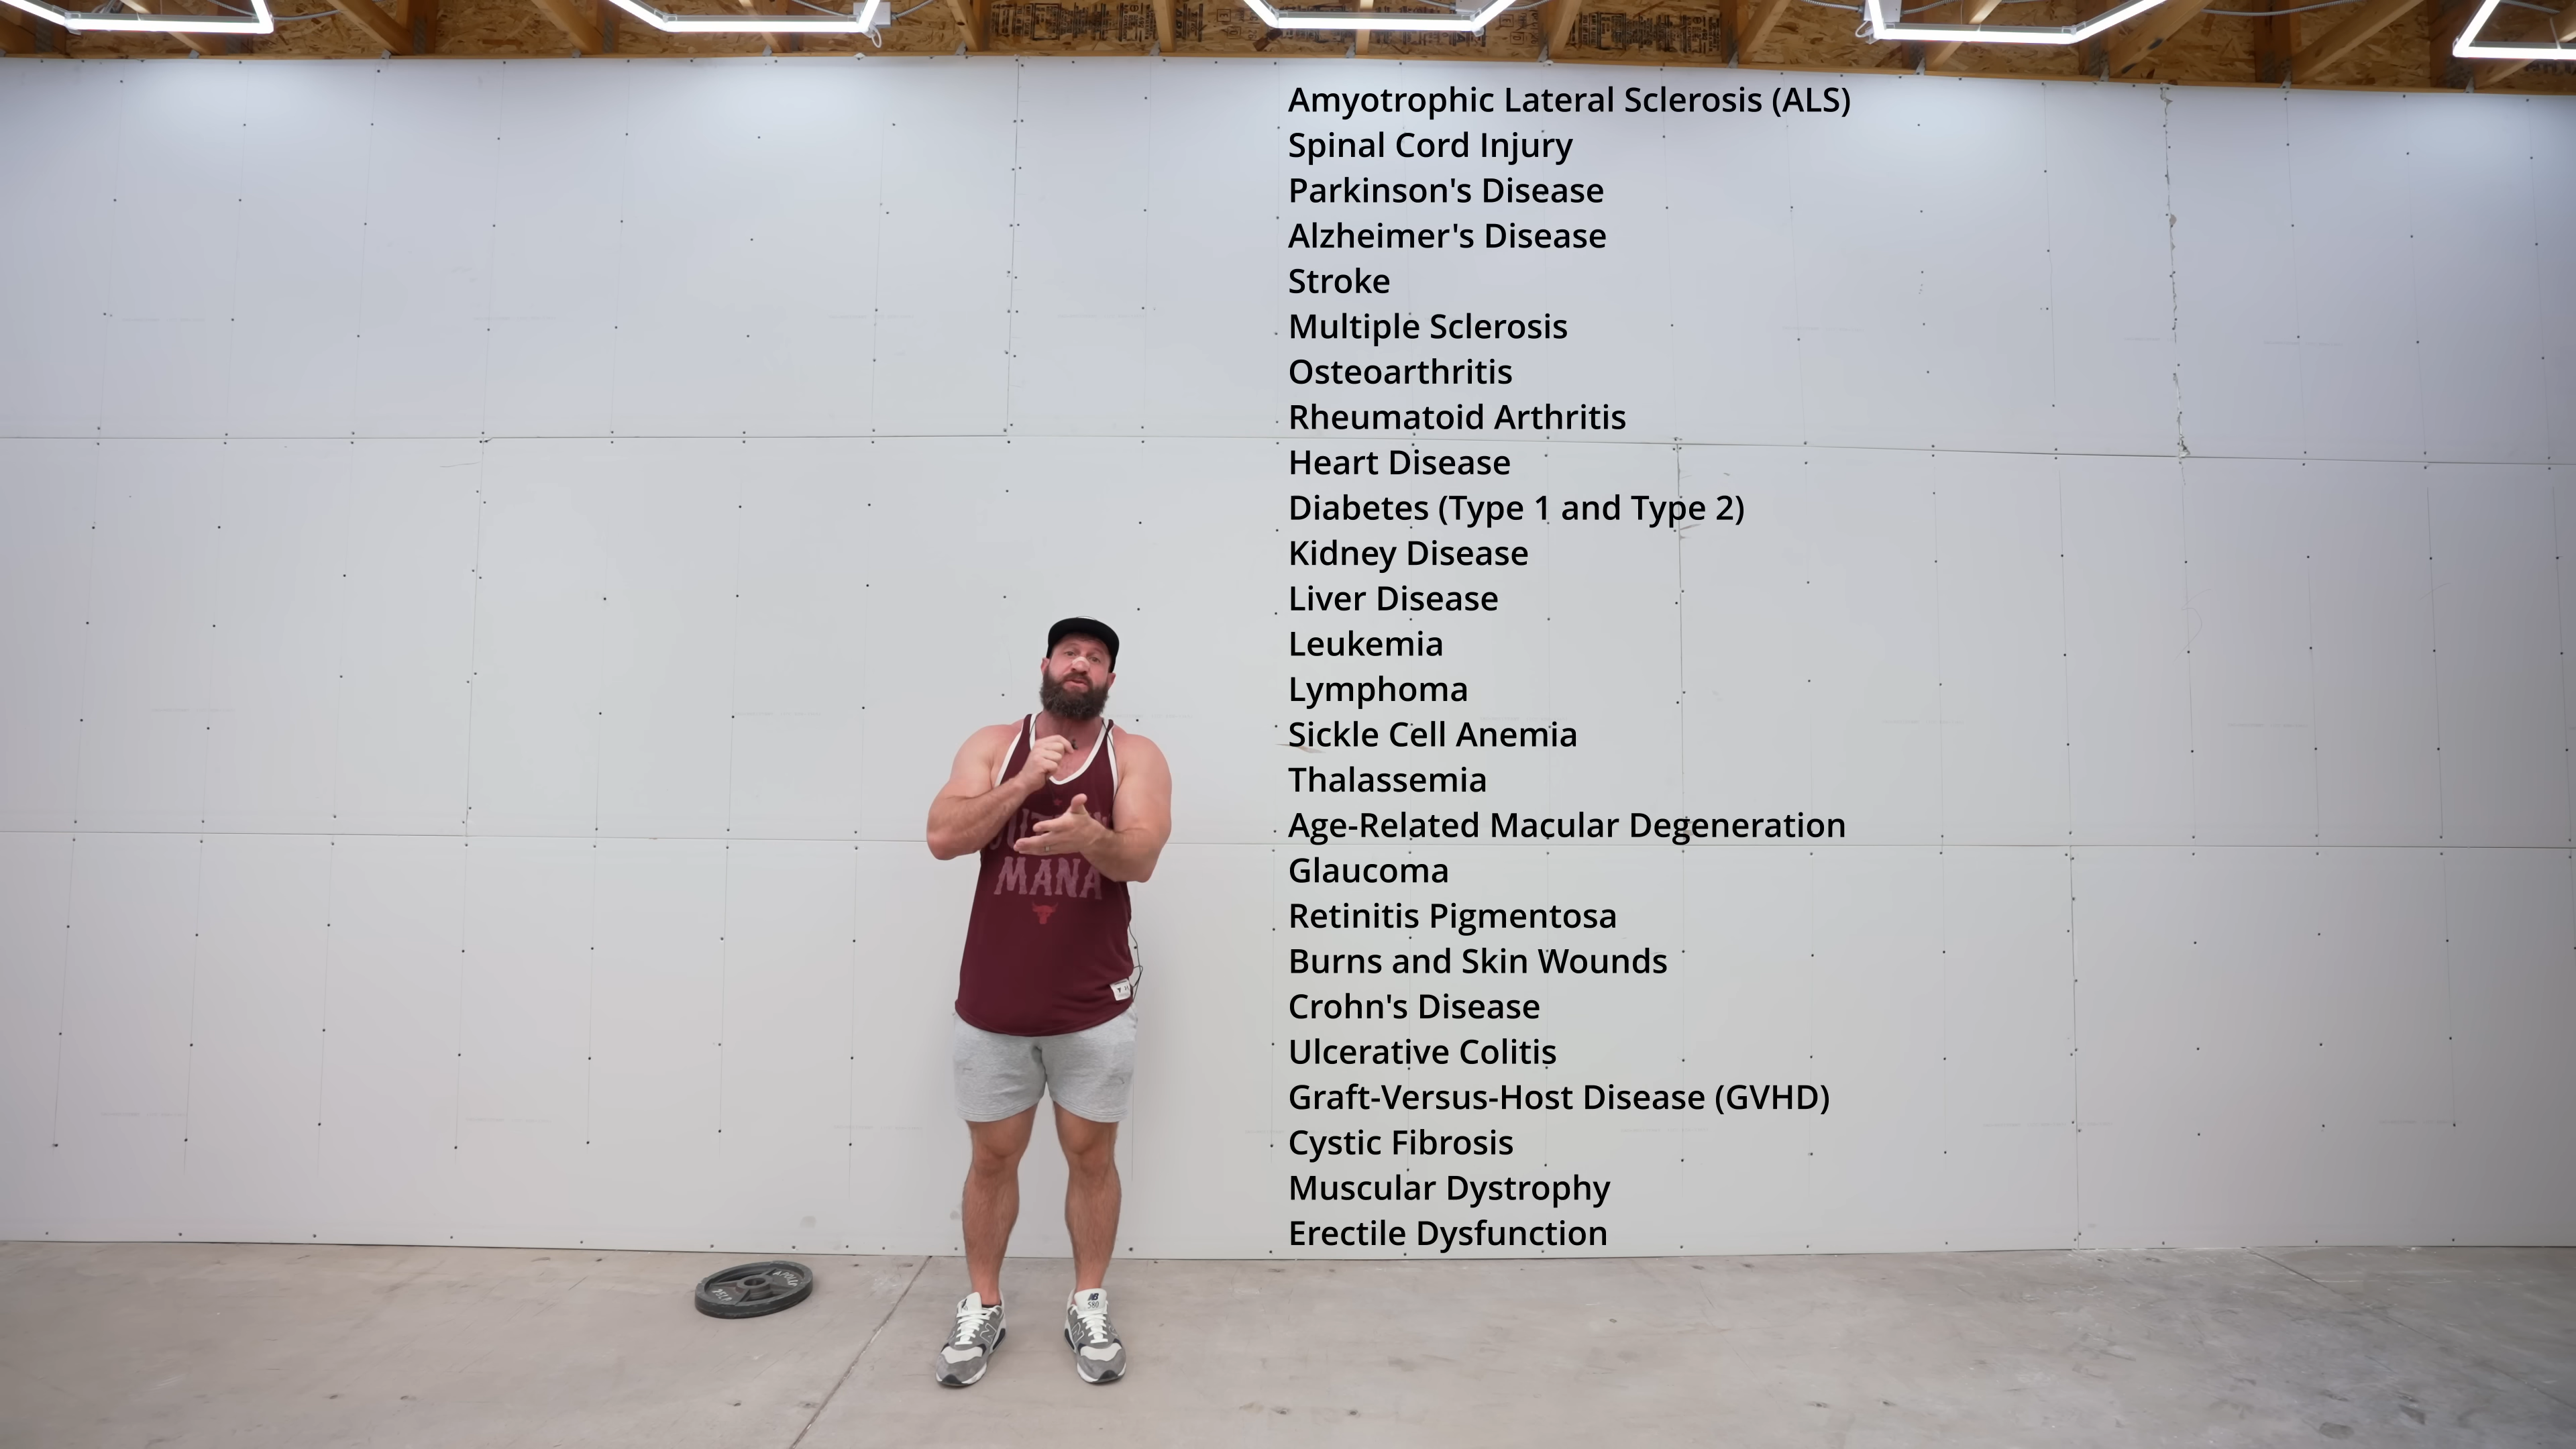 Amyotrophic Lateral Sclerosis (ALS)
Spinal Cord Injury
Parkinson's Disease
Alzheimer's Disease
Stroke
Multiple Sclerosis
Osteoarthritis
Rheumatoid Arthritis
Heart Disease
Diabetes (Type 1 and Type 2)
Kidney Disease
Liver Disease
Leukemia
Lymphoma
Sickle Cell Anemia
Thalassemia
Age-Related Macular Degeneration
Glaucoma
Retinitis Pigmentosa
Burns and Skin Wounds
Crohn's Disease
Ulcerative Colitis
Graft-Versus-Host Disease (GVHD)
Cystic Fibrosis
Muscular Dystrophy
Erectile Dysfunction
MANA
NB
580